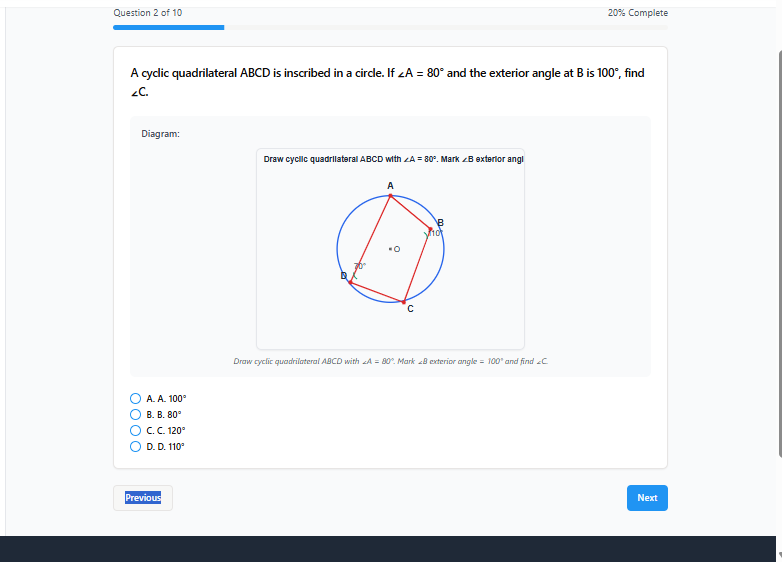 Question 2 of 10
20% Complete
A cyclic quadrilateral ABCD is inscribed in a circle. If ∠A = 80° and the exterior angle at B is 100°, find
∠C.
Diagram:
Draw cyclic quadrilateral ABCD with ∠A = 80°. Mark ∠B exterior angl
A
B
110°
O
70°
D
C
Draw cyclic quadrilateral ABCD with ∠A = 80°. Mark ∠B exterior angle = 100° and find ∠C.
A. A. 100°
B. B. 80°
C. C. 120°
D. D. 110°
Previous
Next